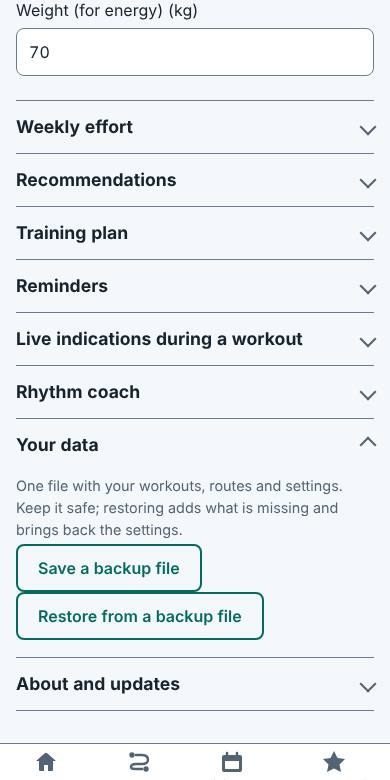 Weight (for energy) (kg)
70
Weekly effort
Recommendations
Training plan
Reminders
Live indications during a workout
Rhythm coach
Your data
One file with your workouts, routes and settings.
Keep it safe; restoring adds what is missing and
brings back the settings.
Save a backup file
Restore from a backup file
About and updates